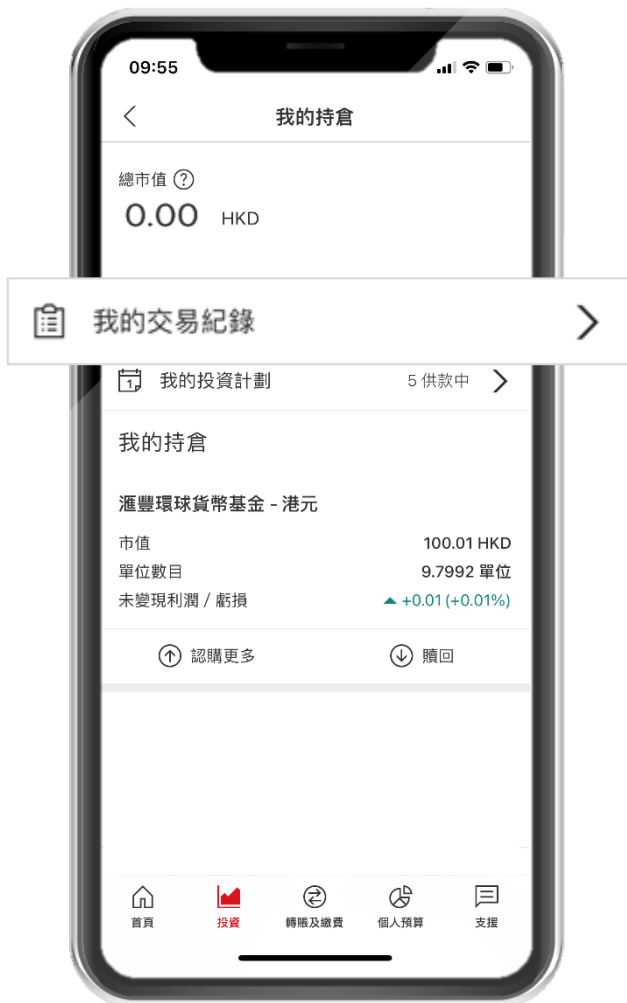 09:55
我的持倉
總市值 ?
0.00 HKD
我的交易紀錄
1 我的投資計劃 5 供款中
我的持倉
滙豐環球貨幣基金 - 港元
市值 100.01 HKD
單位數目 9.7992 單位
未變現利潤 / 虧損 +0.01 (+0.01%)
認購更多 贖回
首頁 投資 轉賬及繳費 個人預算 支援